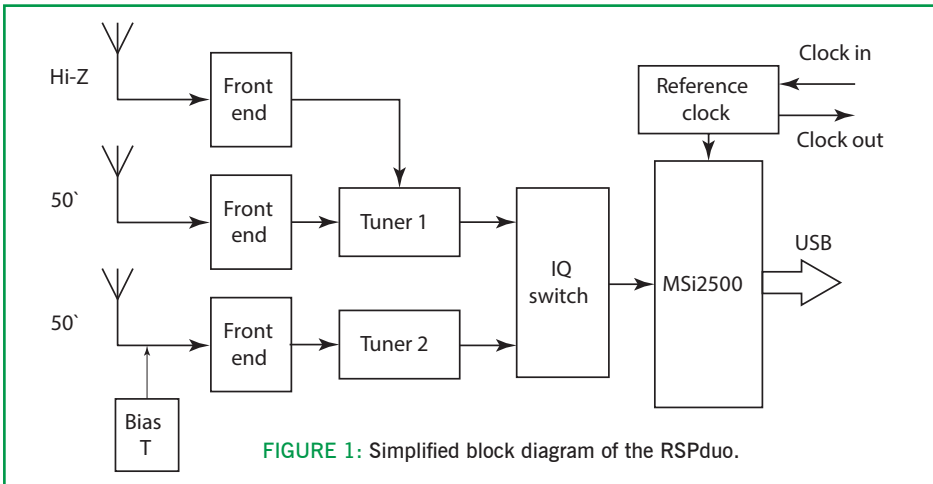 Hi-Z
Front
end
Reference
clock
Clock in
Clock out
50`
Front
end
Tuner 1
IQ
switch
MSi2500
USB
50`
Front
end
Tuner 2
Bias
T
FIGURE 1: Simplified block diagram of the RSPduo.